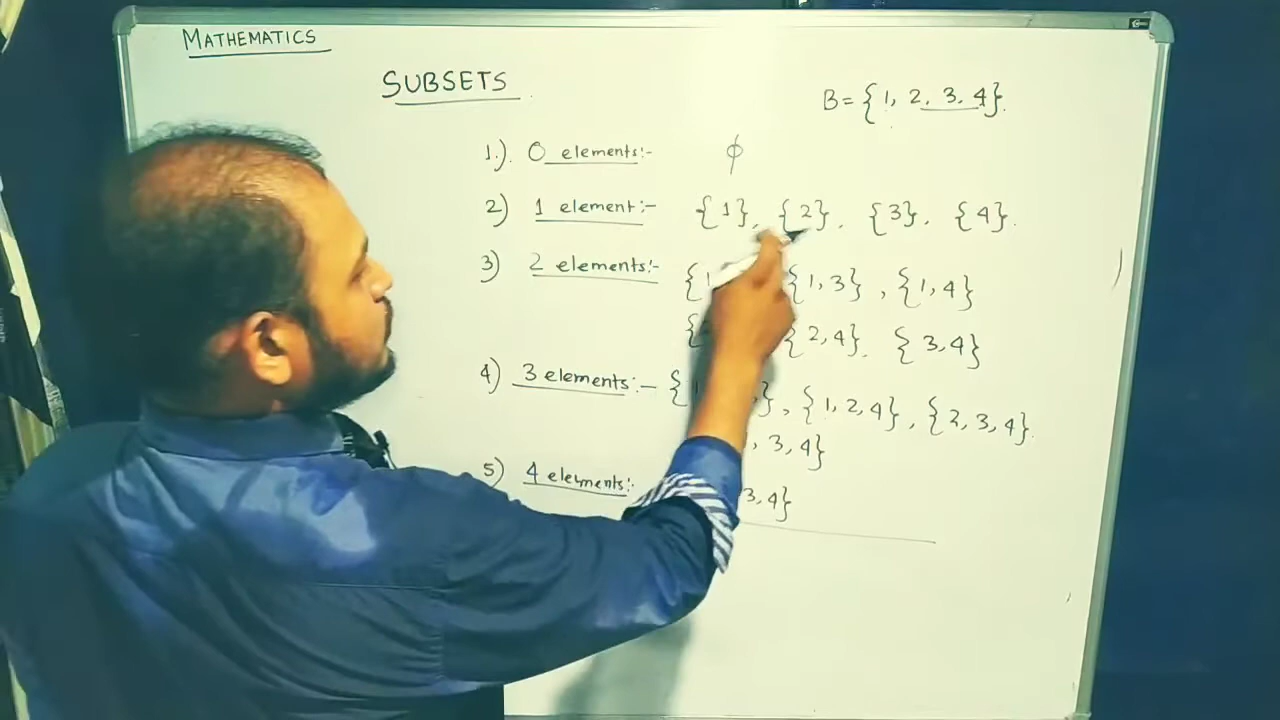 MATHEMATICS
SUBSETS
B = {1, 2, 3, 4}.
1.). 0 elements:- ϕ
2) 1 element:- {1}, {2}, {3}, {4}.
3) 2 elements:- {1 {1,3}, {1,4}
{ {2,4}. {3,4}
4) 3 elements:- { }, {1,2,4}, {2,3,4}.
, 3,4}
5) 4 elements:- 3,4}